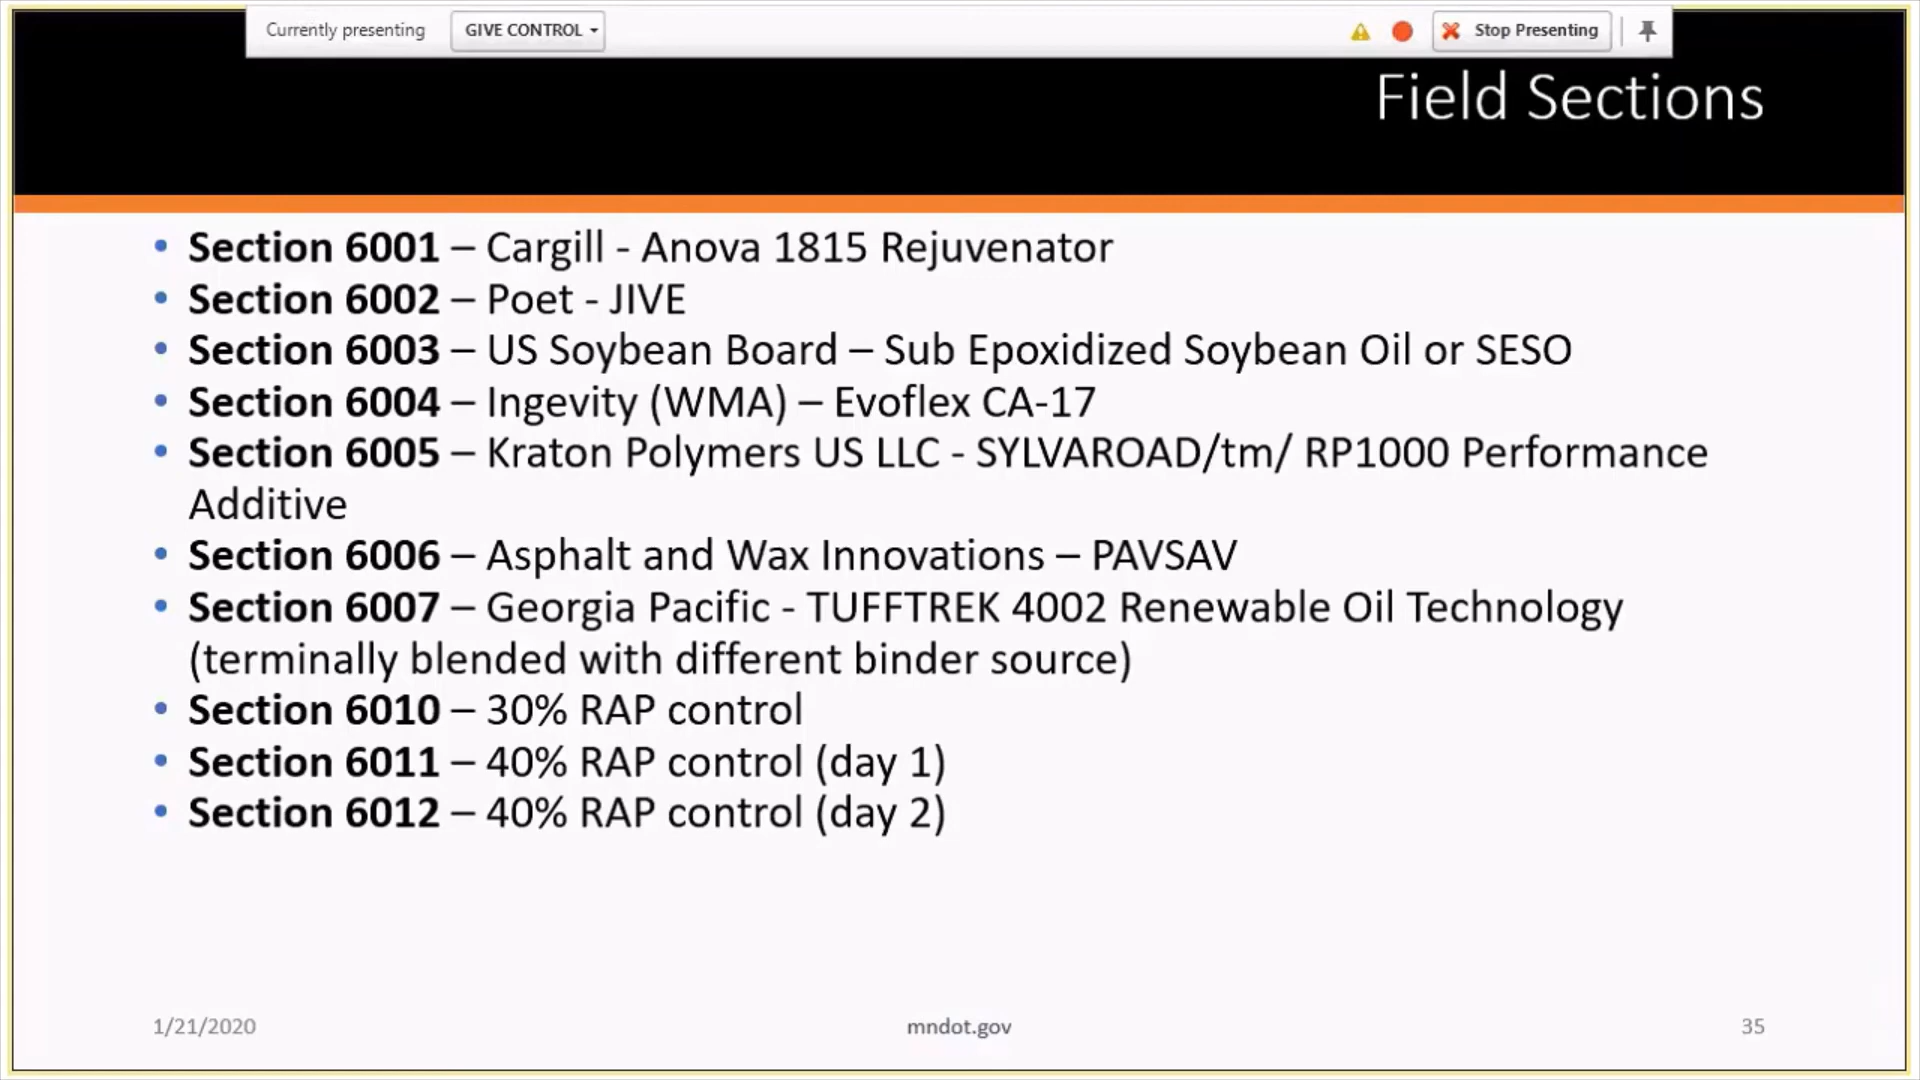 Currently presenting GIVE CONTROL Stop Presenting
Field Sections
• Section 6001 – Cargill - Anova 1815 Rejuvenator
• Section 6002 – Poet - JIVE
• Section 6003 – US Soybean Board – Sub Epoxidized Soybean Oil or SESO
• Section 6004 – Ingevity (WMA) – Evoflex CA-17
• Section 6005 – Kraton Polymers US LLC - SYLVAROAD/tm/ RP1000 Performance
Additive
• Section 6006 – Asphalt and Wax Innovations – PAVSAV
• Section 6007 – Georgia Pacific - TUFFTREK 4002 Renewable Oil Technology
(terminally blended with different binder source)
• Section 6010 – 30% RAP control
• Section 6011 – 40% RAP control (day 1)
• Section 6012 – 40% RAP control (day 2)
1/21/2020 mndot.gov 35